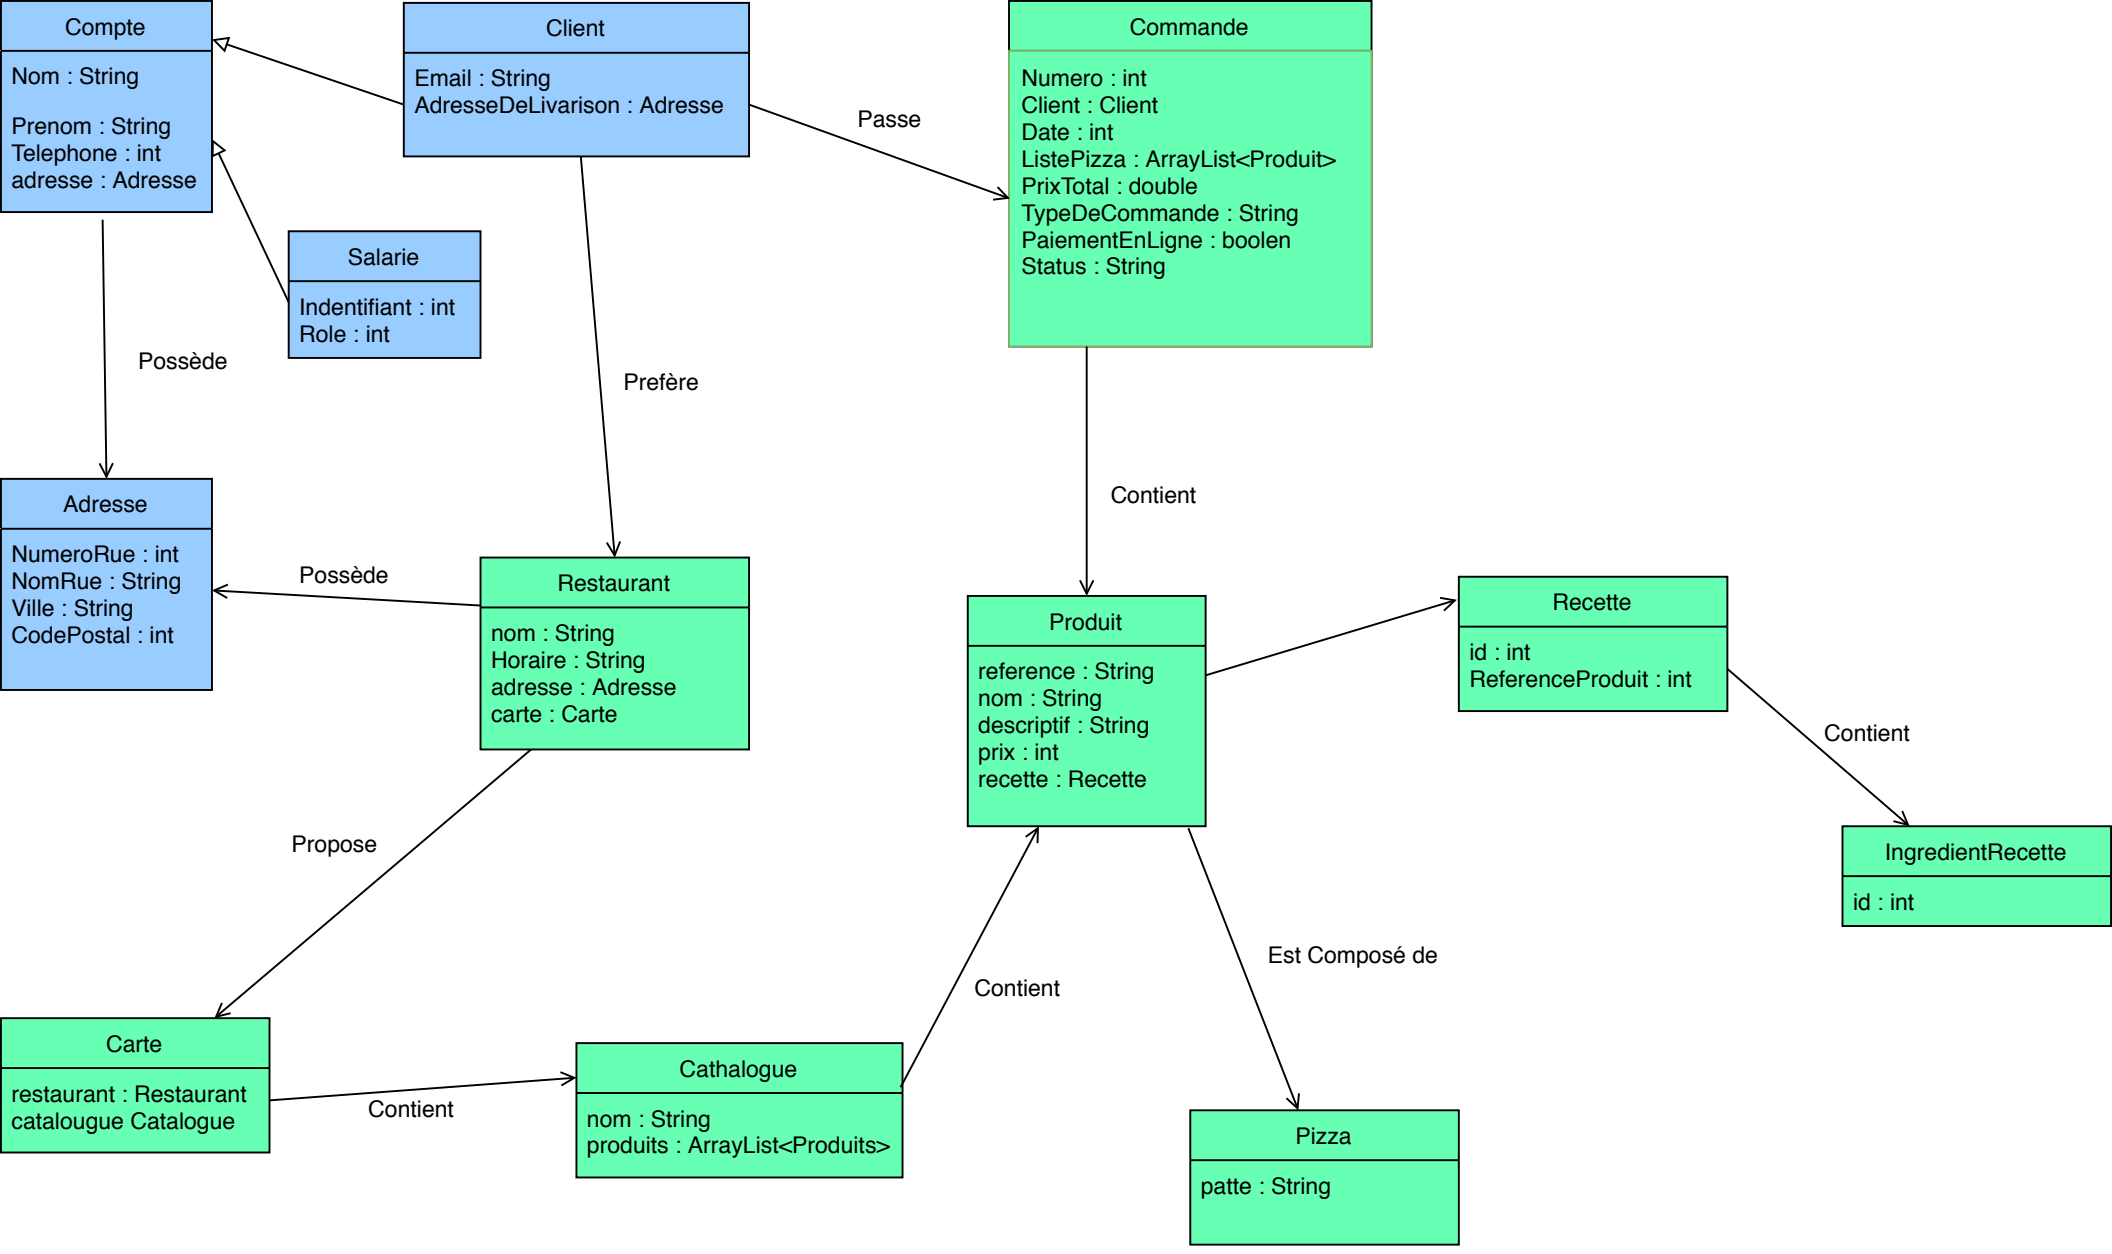 Compte
Nom : String
Prenom : String
Telephone : int
adresse : Adresse
Client
Email : String
AdresseDeLivarison : Adresse
Passe
Commande
Numero : int
Client : Client
Date : int
ListePizza : ArrayList<Produit>
PrixTotal : double
TypeDeCommande : String
PaiementEnLigne : boolen
Status : String
Salarie
Indentifiant : int
Role : int
Possède
Prefère
Contient
Adresse
NumeroRue : int
NomRue : String
Ville : String
CodePostal : int
Possède
Restaurant
nom : String
Horaire : String
adresse : Adresse
carte : Carte
Produit
reference : String
nom : String
descriptif : String
prix : int
recette : Recette
Recette
id : int
ReferenceProduit : int
Contient
IngredientRecette
id : int
Propose
Est Composé de
Contient
Carte
restaurant : Restaurant
catalougue Catalogue
Contient
Cathalogue
nom : String
produits : ArrayList<Produits>
Pizza
patte : String